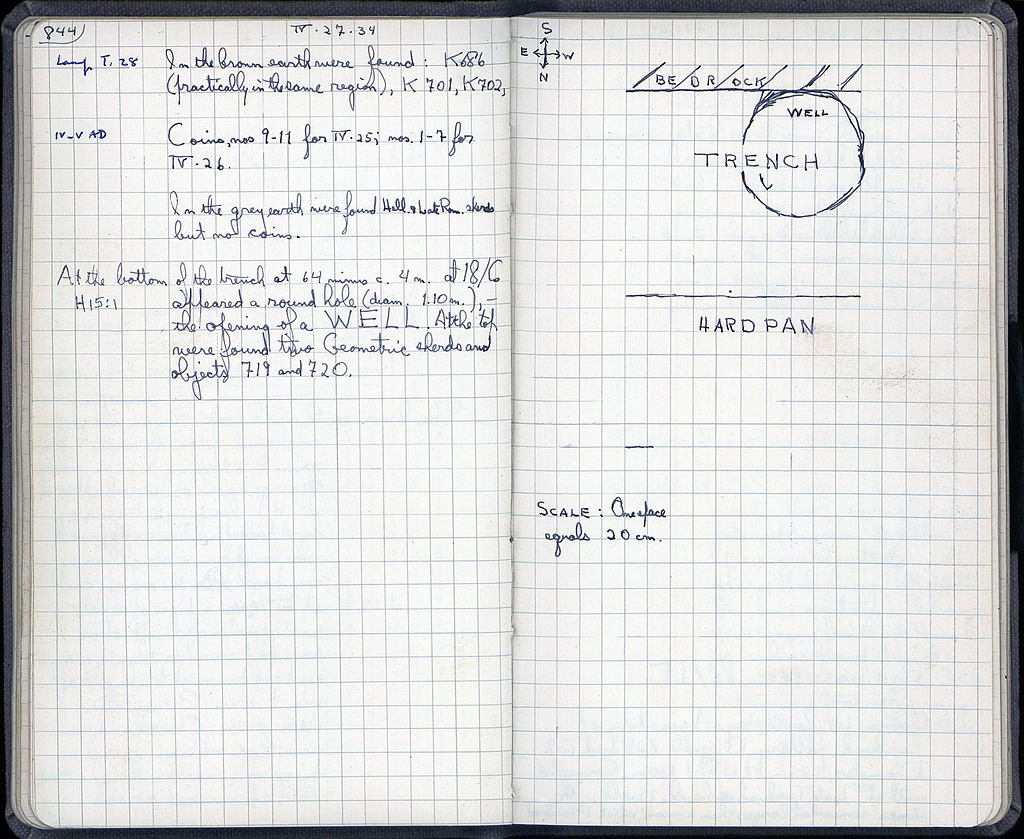 844
IV·27·34
Lamp T. 28
In the brown earth were found: K686
(practically in the same region), K 701, K702,
IV-V AD
Coins, nos 9-11 for IV·25; nos. 1-7 for
IV·26.
In the grey earth were found Hell. & Late Rom. sherds
but no coins.
At the bottom of the trench at 64 minus c. 4 m. at 18/
H15:1
appeared a round hole (diam. 1.10 m.), –
the opening of a WELL. At the top
were found two Geometric sherds and
objects 719 and 720.
S
E W
N
BEDROCK
WELL
TRENCH
HARDPAN
SCALE: One space
equals 20 cm.